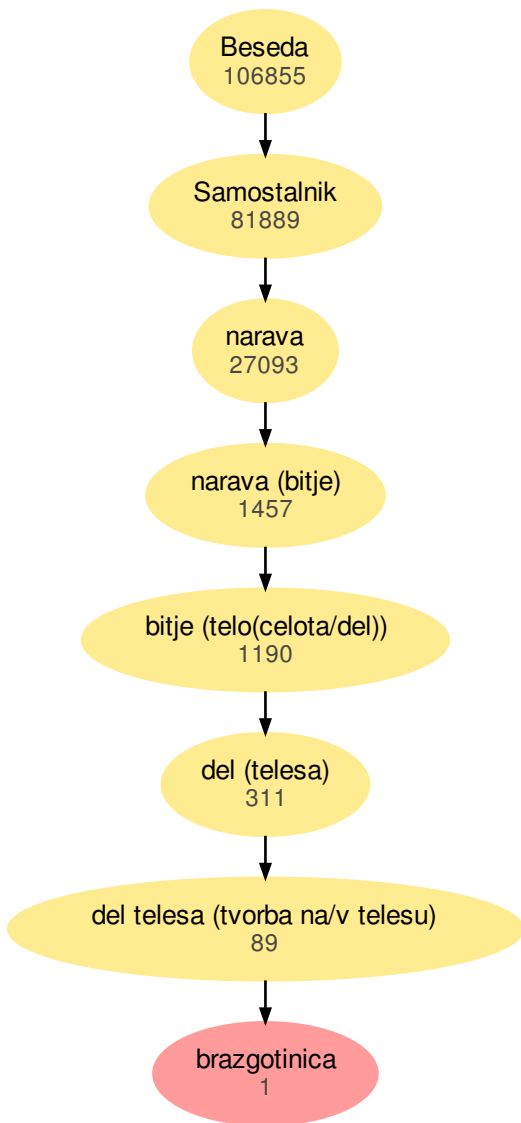 Beseda
106855
Samostalnik
81889
narava
27093
narava (bitje)
1457
bitje (telo(celota/del))
1190
del (telesa)
311
del telesa (tvorba na/v telesu)
89
brazgotinica
1